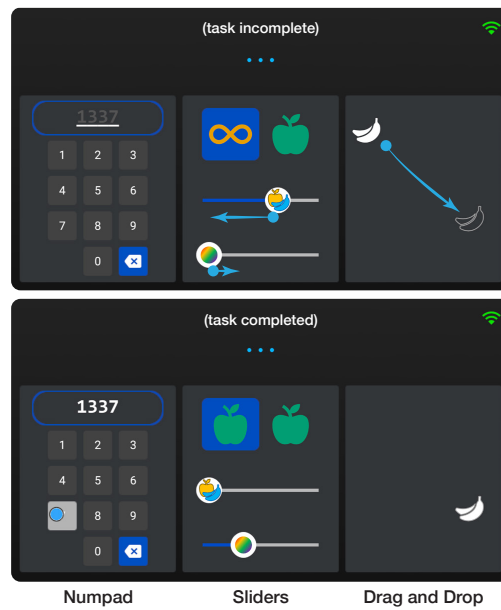 (task incomplete)
1337
1 2 3
4 5 6
7 8 9
0
(task completed)
1337
1 2 3
4 5 6
8 9
0
Numpad Sliders Drag and Drop